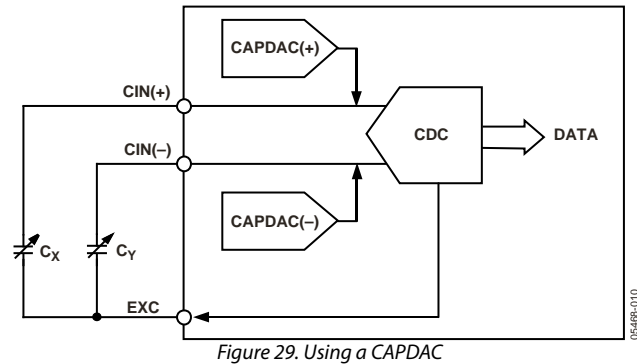 CAPDAC(+)
CIN(+)
CDC
DATA
CIN(–)
CAPDAC(–)
CX
CY
EXC
05468-010
Figure 29. Using a CAPDAC